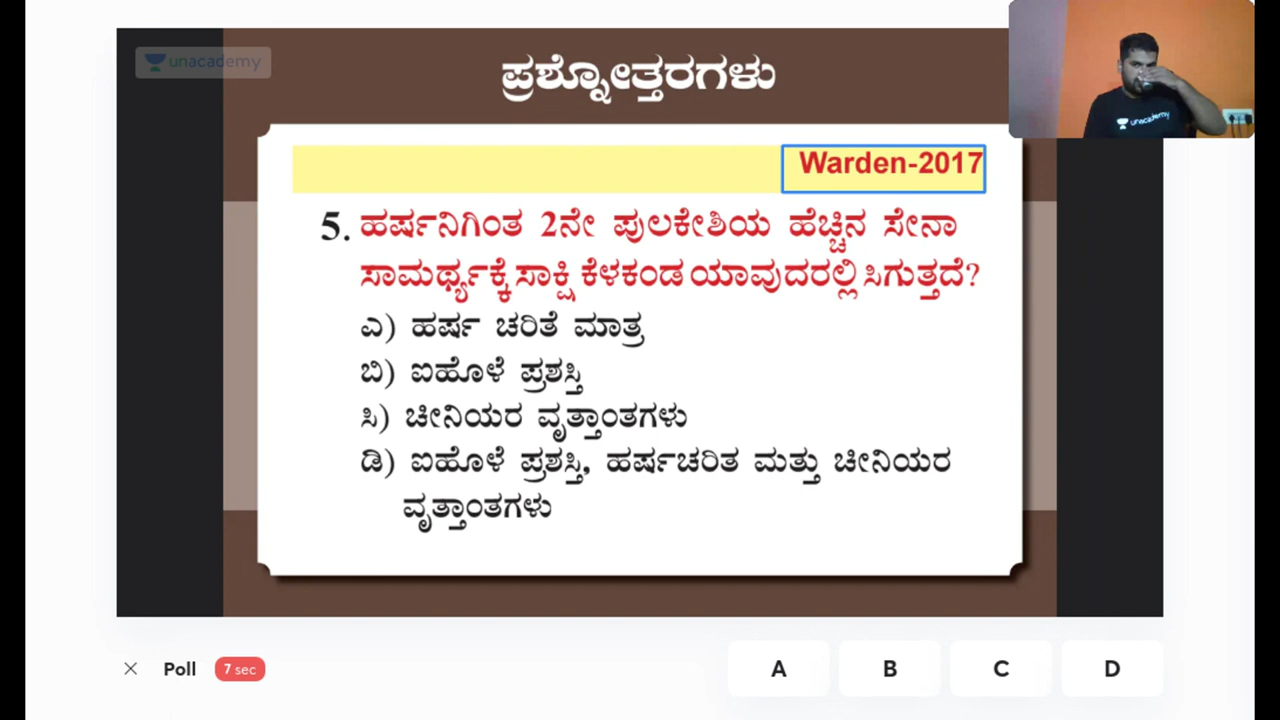 unacademy
ಪ್ರಶ್ನೋತ್ತರಗಳು
unacademy
Warden-2017
5. ಹರ್ಷನಿಗಿಂತ 2ನೇ ಪುಲಕೇಶಿಯ ಹೆಚ್ಚಿನ ಸೇನಾ
ಸಾಮರ್ಥ್ಯಕ್ಕೆ ಸಾಕ್ಷಿ ಕೆಳಕಂಡ ಯಾವುದರಲ್ಲಿ ಸಿಗುತ್ತದೆ?
ಎ) ಹರ್ಷ ಚರಿತೆ ಮಾತ್ರ
ಬಿ) ಐಹೊಳೆ ಪ್ರಶಸ್ತಿ
ಸಿ) ಚೀನಿಯರ ವೃತ್ತಾಂತಗಳು
ಡಿ) ಐಹೊಳೆ ಪ್ರಶಸ್ತಿ, ಹರ್ಷಚರಿತ ಮತ್ತು ಚೀನಿಯರ
ವೃತ್ತಾಂತಗಳು
Poll 7 sec A B C D